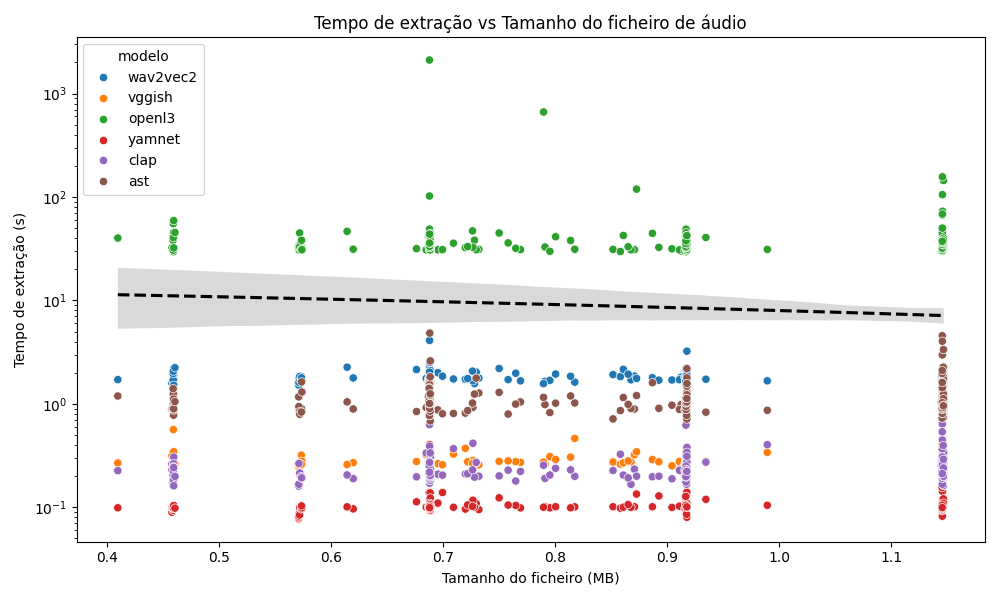 Tempo de extração vs Tamanho do ficheiro de áudio
modelo
wav2vec2
vggish
openl3
yamnet
clap
ast
Tempo de extração (s)
10³
10²
10¹
10⁰
10⁻¹
0.4 0.5 0.6 0.7 0.8 0.9 1.0 1.1
Tamanho do ficheiro (MB)